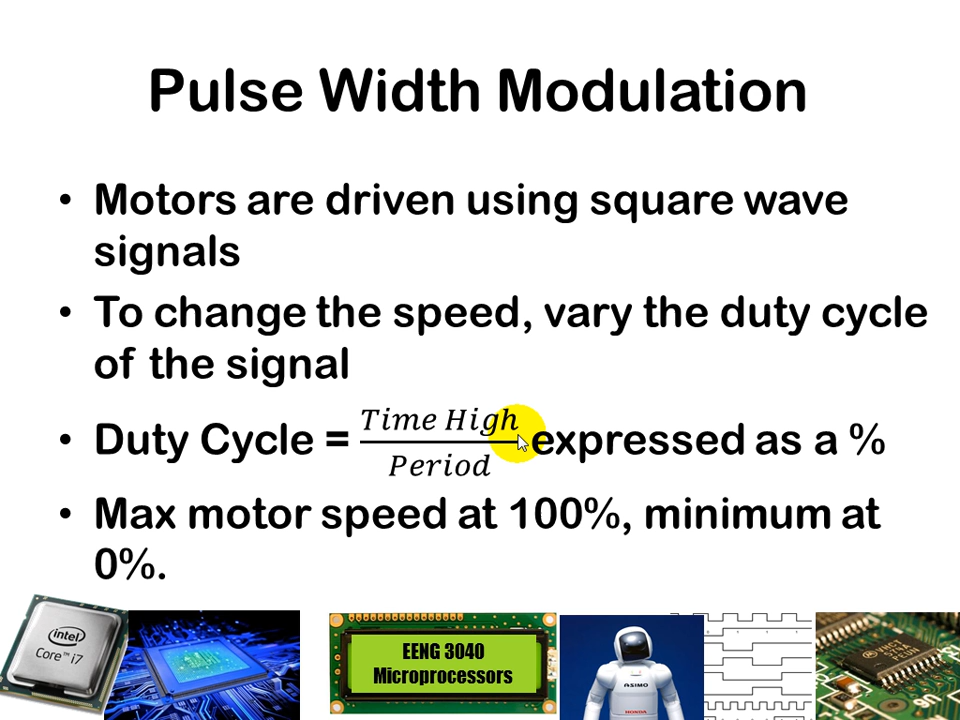 Pulse Width Modulation
• Motors are driven using square wave
signals
• To change the speed, vary the duty cycle
of the signal
• Duty Cycle = Time High / Period expressed as a %
• Max motor speed at 100%, minimum at
0%.
intel
Core™ i7
EENG 3040
Microprocessors
ASIMO
HONDA